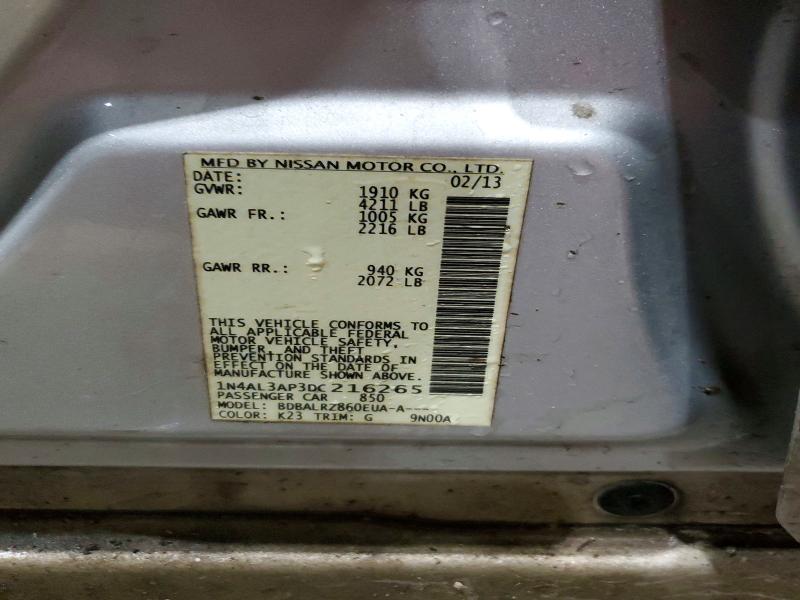 MFD BY NISSAN MOTOR CO., LTD.
DATE: 02/13
GVWR: 1910 KG
4211 LB
GAWR FR.: 1005 KG
2216 LB
GAWR RR.: 940 KG
2072 LB
THIS VEHICLE CONFORMS TO
ALL APPLICABLE FEDERAL
MOTOR VEHICLE SAFETY,
BUMPER, AND THEFT
PREVENTION STANDARDS IN
EFFECT ON THE DATE OF
MANUFACTURE SHOWN ABOVE.
1N4AL3AP3DC216265
PASSENGER CAR 850
MODEL: BDBALRZ860EUA-A----
COLOR: K23 TRIM: G 9N00A